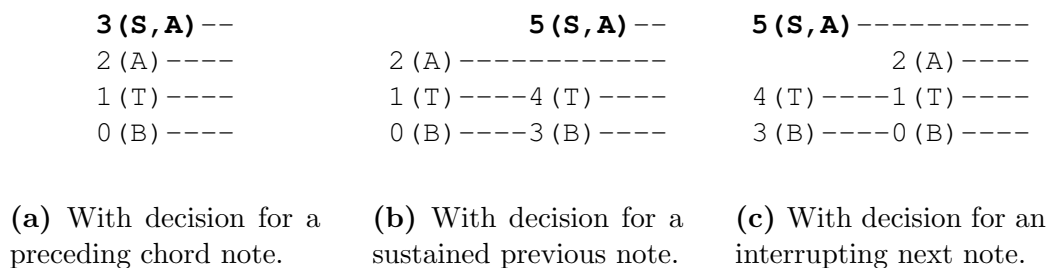 3(S,A)-- 5(S,A)-- 5(S,A)----------
2(A)---- 2(A)------------ 2(A)----
1(T)---- 1(T)----4(T)---- 4(T)----1(T)----
0(B)---- 0(B)----3(B)---- 3(B)----0(B)----
(a) With decision for a preceding chord note.
(b) With decision for a sustained previous note.
(c) With decision for an interrupting next note.